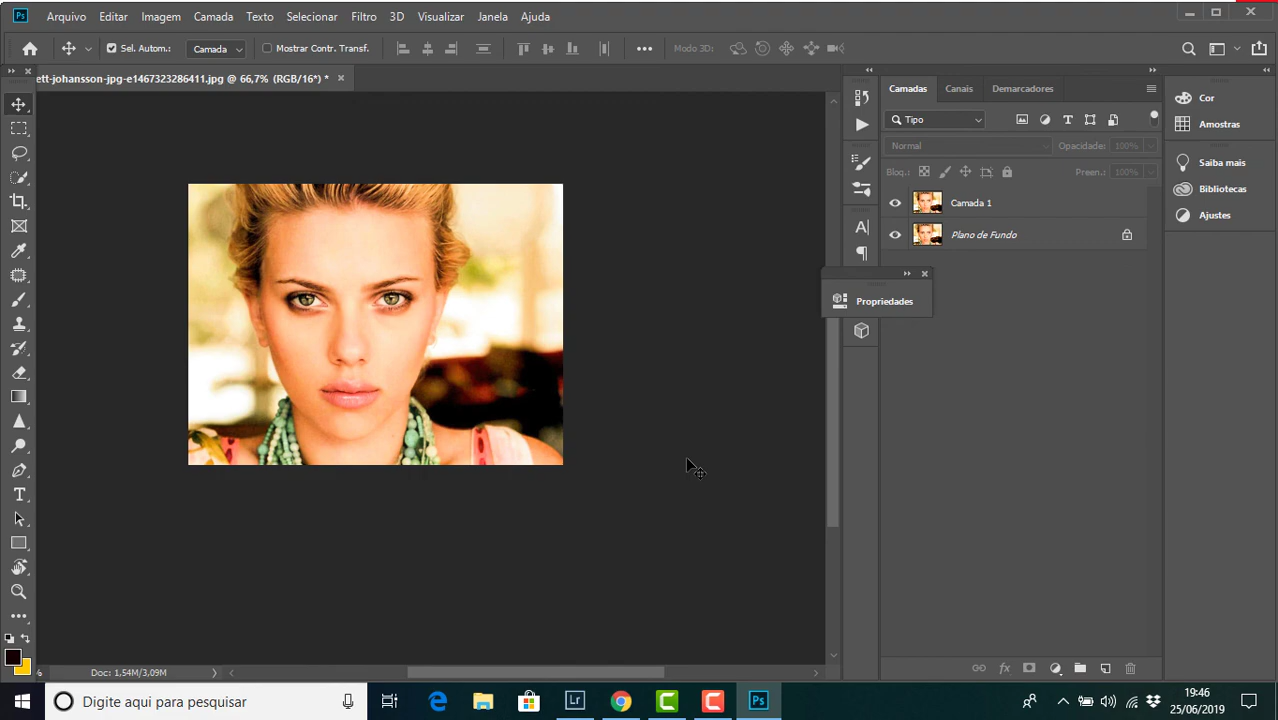 Ps Arquivo Editar Imagem Camada Texto Selecionar Filtro 3D Visualizar Janela Ajuda
Sel. Autom.: Camada Mostrar Contr. Transf. Modo 3D:
ett-johansson-jpg-e1467323286411.jpg @ 66,7% (RGB/16*) *
Camadas Canais Demarcadores
Tipo
Normal Opacidade: 100%
Bloq.: Preen.: 100%
Camada 1
Plano de Fundo
Propriedades
Cor
Amostras
Saiba mais
Bibliotecas
Ajustes
% Doc: 1,54M/3,09M
Digite aqui para pesquisar
Lr
Ps
19:46
25/06/2019